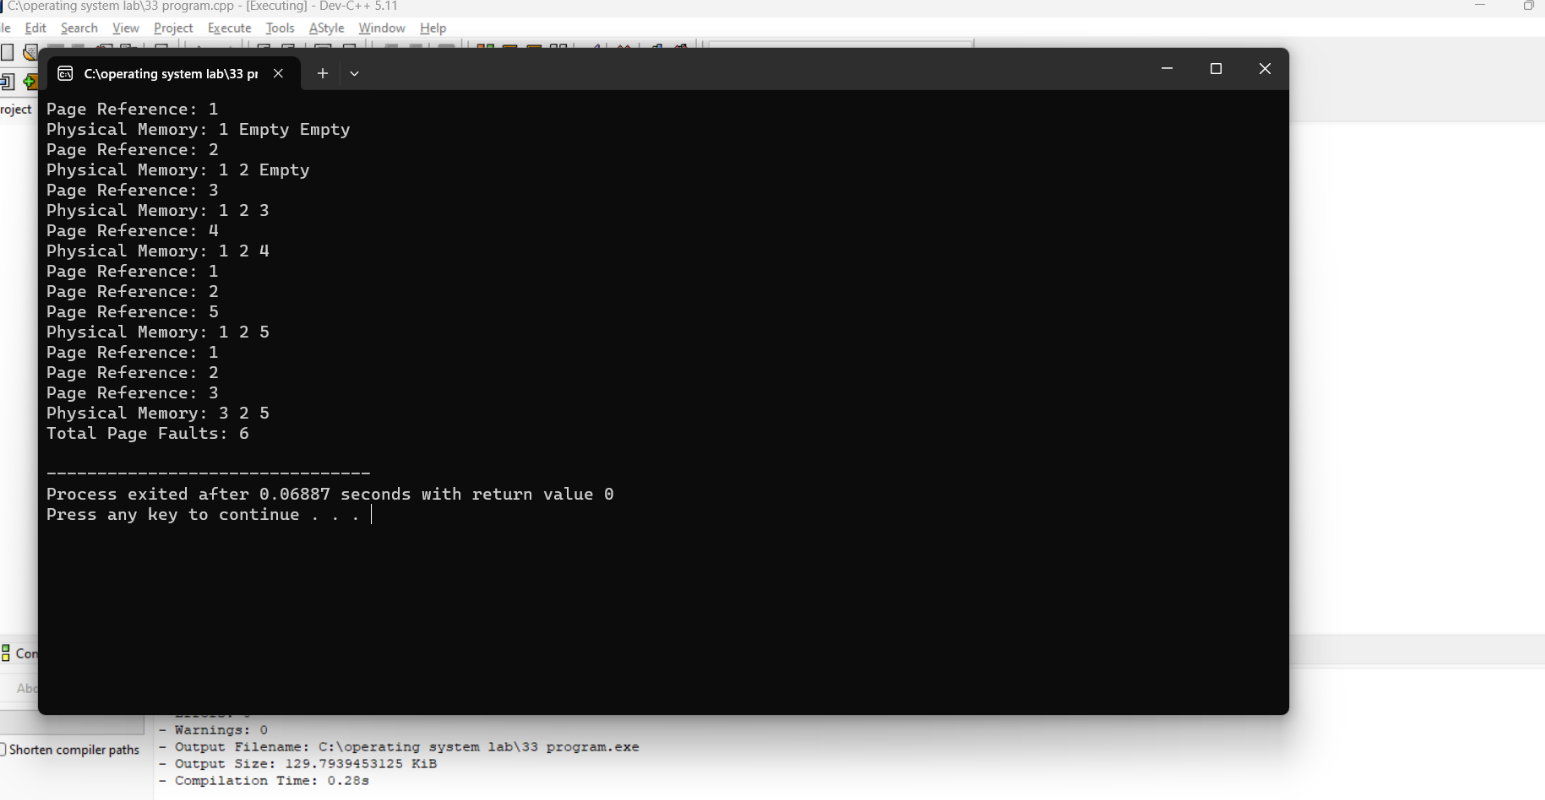 C:\operating system lab\33 program.cpp - [Executing] - Dev-C++ 5.11
Edit Search View Project Execute Tools AStyle Window Help
C:\operating system lab\33
Page Reference: 1
Physical Memory: 1 Empty Empty
Page Reference: 2
Physical Memory: 1 2 Empty
Page Reference: 3
Physical Memory: 1 2 3
Page Reference: 4
Physical Memory: 1 2 4
Page Reference: 1
Page Reference: 2
Page Reference: 5
Physical Memory: 1 2 5
Page Reference: 1
Page Reference: 2
Page Reference: 3
Physical Memory: 3 2 5
Total Page Faults: 6
--------------------------------
Process exited after 0.06887 seconds with return value 0
Press any key to continue . . .
- Warnings: 0
- Output Filename: C:\operating system lab\33 program.exe
- Output Size: 129.7939453125 KiB
- Compilation Time: 0.28s
Shorten compiler paths